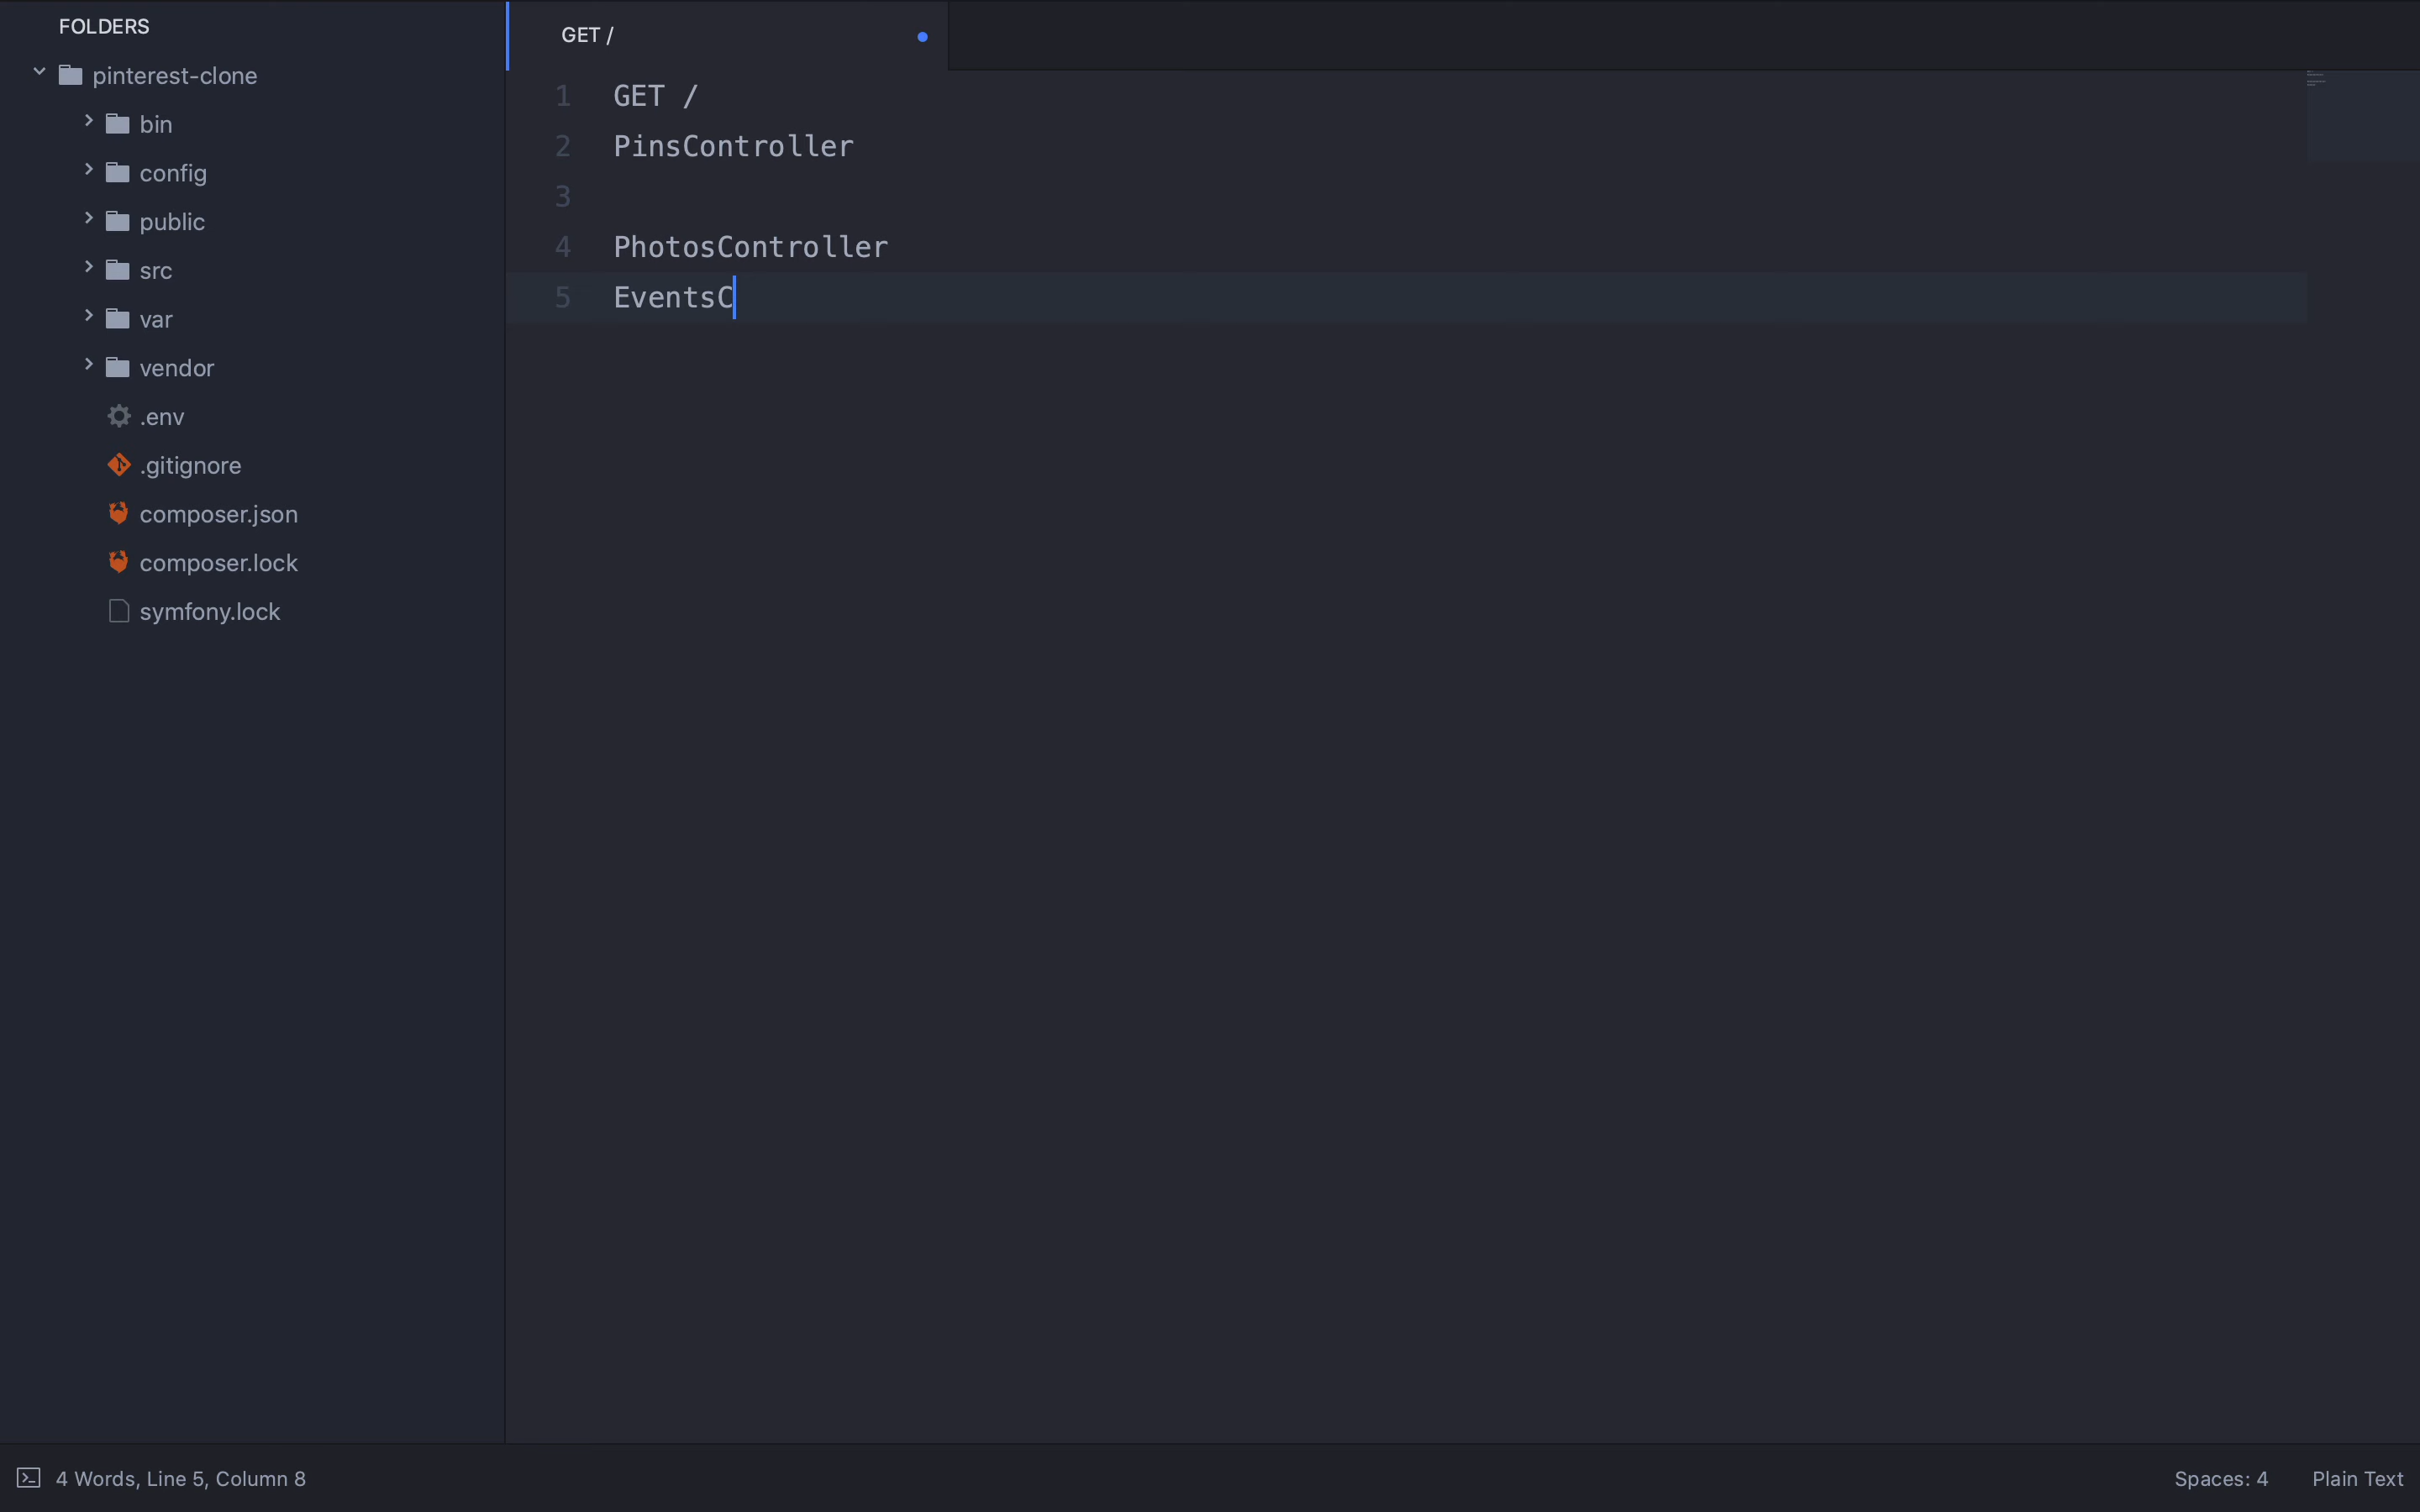 FOLDERS
pinterest-clone
bin
config
public
src
var
vendor
.env
.gitignore
composer.json
composer.lock
symfony.lock
GET /
1 GET /
2 PinsController
3
4 PhotosController
5 EventsC
4 Words, Line 5, Column 8
Spaces: 4
Plain Text